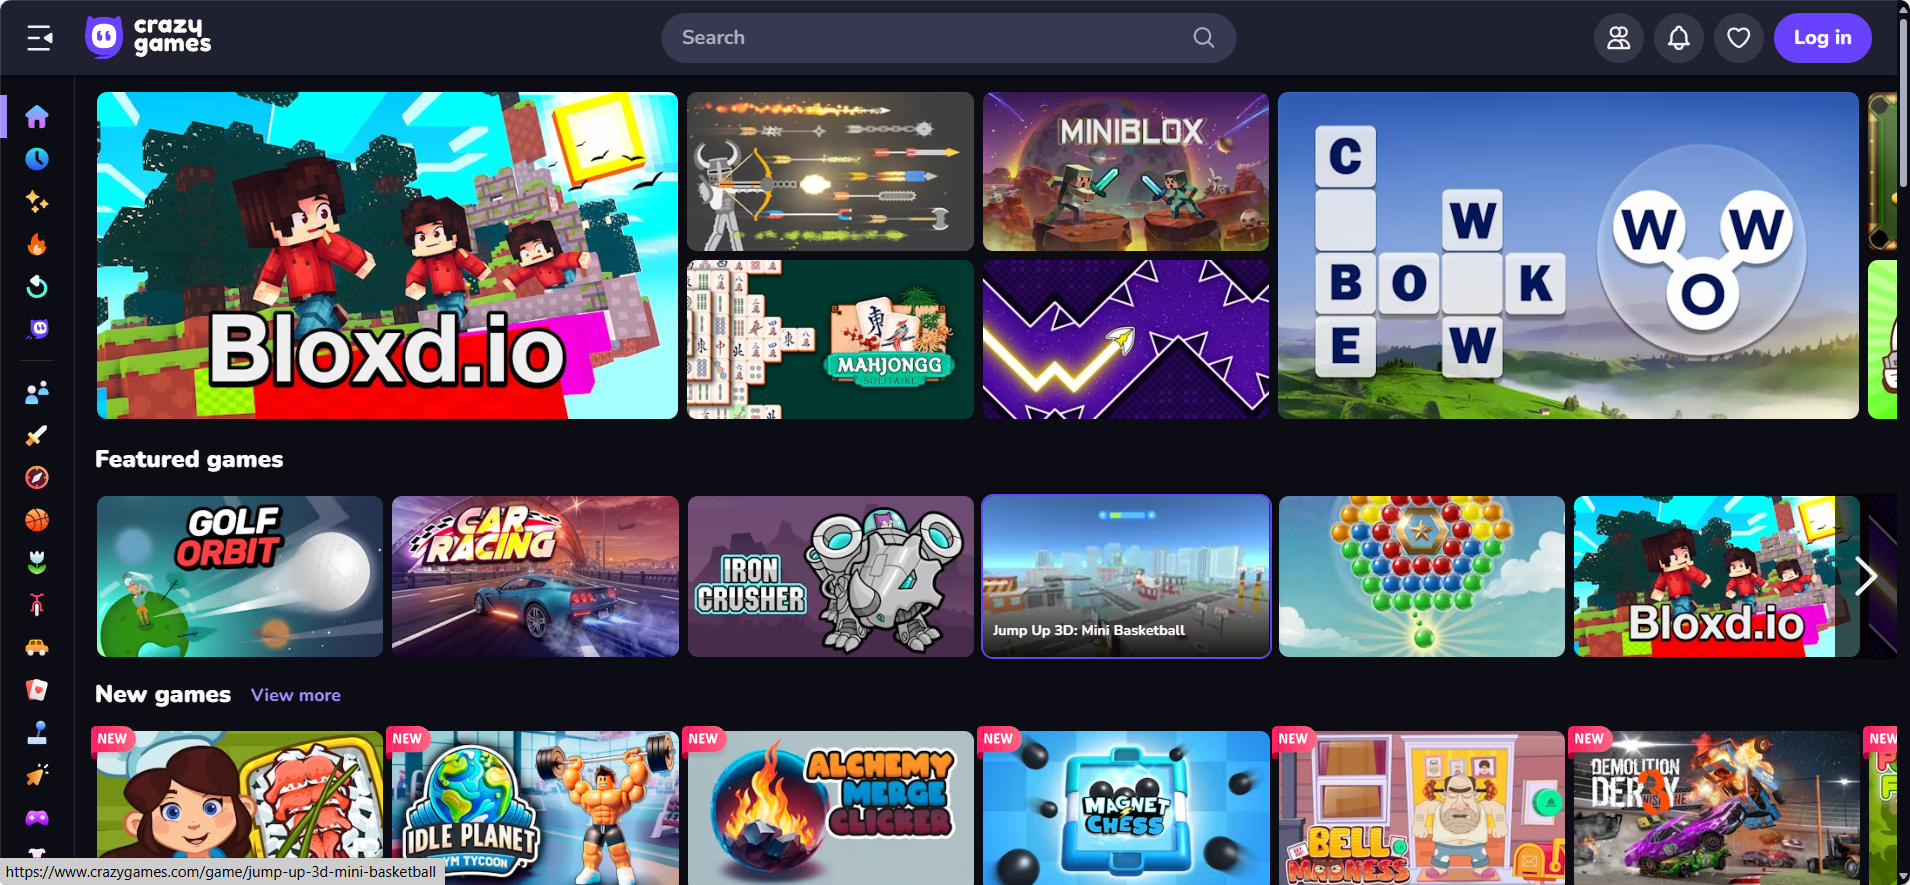 crazy
games
Search
Log in
Bloxd.io
MINIBLOX
MAHJONGG
SOLITAIRE
C
W
B O K
E W
W W
O
Featured games
GOLF
ORBIT
CAR
RACING
IRON
CRUSHER
Jump Up 3D: Mini Basketball
Bloxd.io
New games View more
NEW
NEW
NEW
NEW
NEW
NEW
NEW
IDLE PLANET
GYM TYCOON
ALCHEMY
MERGE
CLICKER
MAGNET
CHESS
BELL
MADNESS
DEMOLITION
DERBY
3
https://www.crazygames.com/game/jump-up-3d-mini-basketball